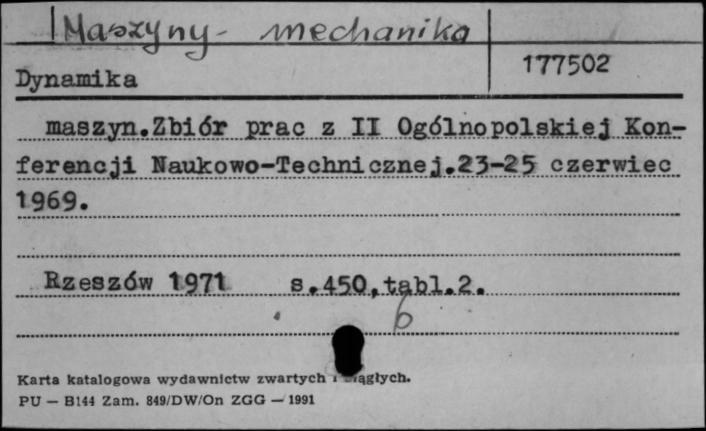 Maszyny - mechanika
177502
Dynamika
maszyn.Zbiór prac z II Ogólnopolskiej Kon-
ferencji Naukowo-Technicznej.23-25 czerwiec
1969.
Rzeszów 1971 s.450,tabl.2.
6
Karta katalogowa wydawnictw zwartych i ciągłych.
PU — B144 Zam. 849/DW/On ZGG — 1991